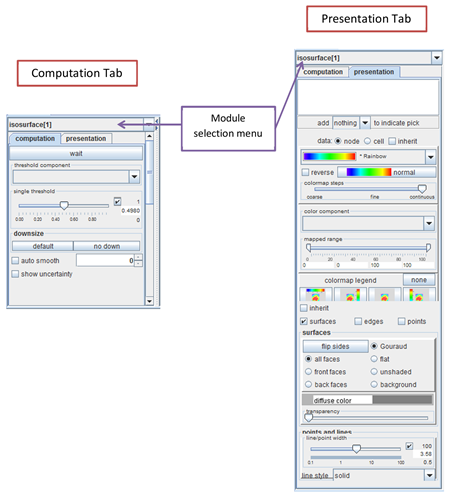 Presentation Tab
Computation Tab
Module
selection menu
isosurface[1]
computation presentation
wait
threshold component
single threshold
1
0.4980
0.00 0.20 0.40 0.60 0.80 0
downsize
default no down
auto smooth 0
show uncertainty
isosurface[1]
computation presentation
add nothing to indicate pick
data: node cell inherit
* Rainbow
reverse normal
colormap steps
coarse fine continuous
color component
mapped range
0 20 40 60 80 100
0 0 100 100
colormap legend none
inherit
surfaces edges points
surfaces
flip sides Gouraud
all faces flat
front faces unshaded
back faces background
diffuse color
transparency
points and lines
line/point width
100
3.58
0.1 1 10 100 0.5
line style solid